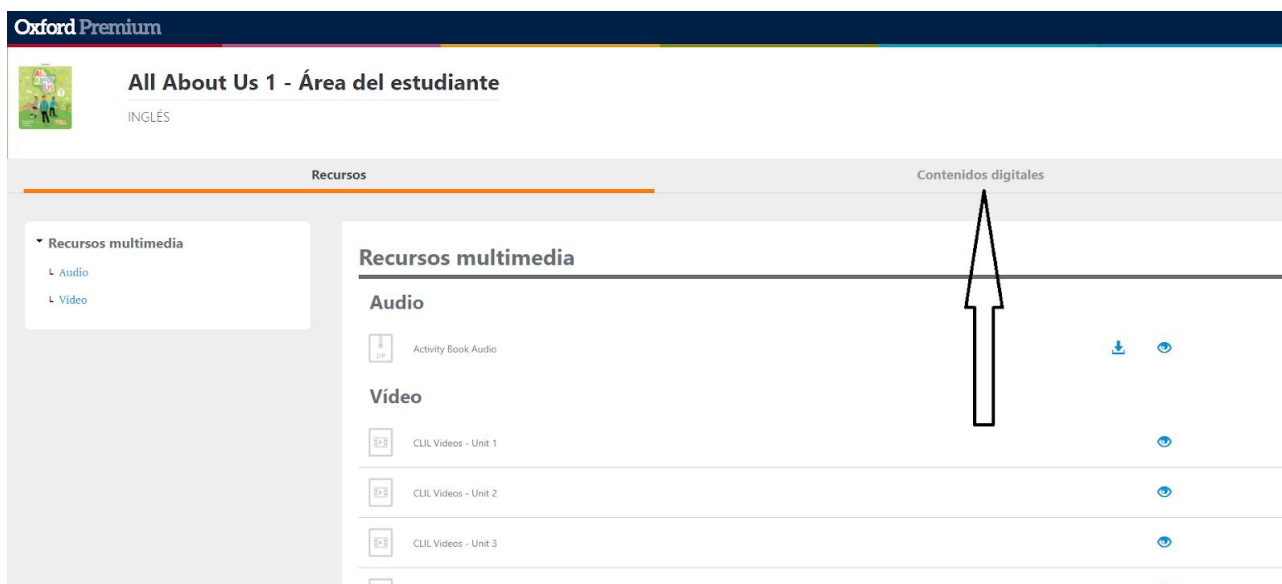 Oxford Premium
All About Us 1 - Área del estudiante
INGLÉS
Recursos
Contenidos digitales
Recursos multimedia
Audio
Vídeo
Recursos multimedia
Audio
ZIP
Activity Book Audio
Vídeo
CLIL Videos - Unit 1
CLIL Videos - Unit 2
CLIL Videos - Unit 3